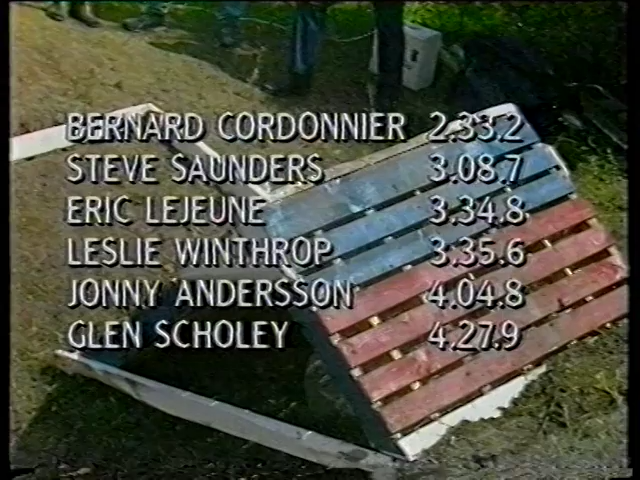 BERNARD CORDONNIER 2.33.2
STEVE SAUNDERS 3.08.7
ERIC LEJEUNE 3.34.8
LESLIE WINTHROP 3.35.6
JONNY ANDERSSON 4.04.8
GLEN SCHOLEY 4.27.9